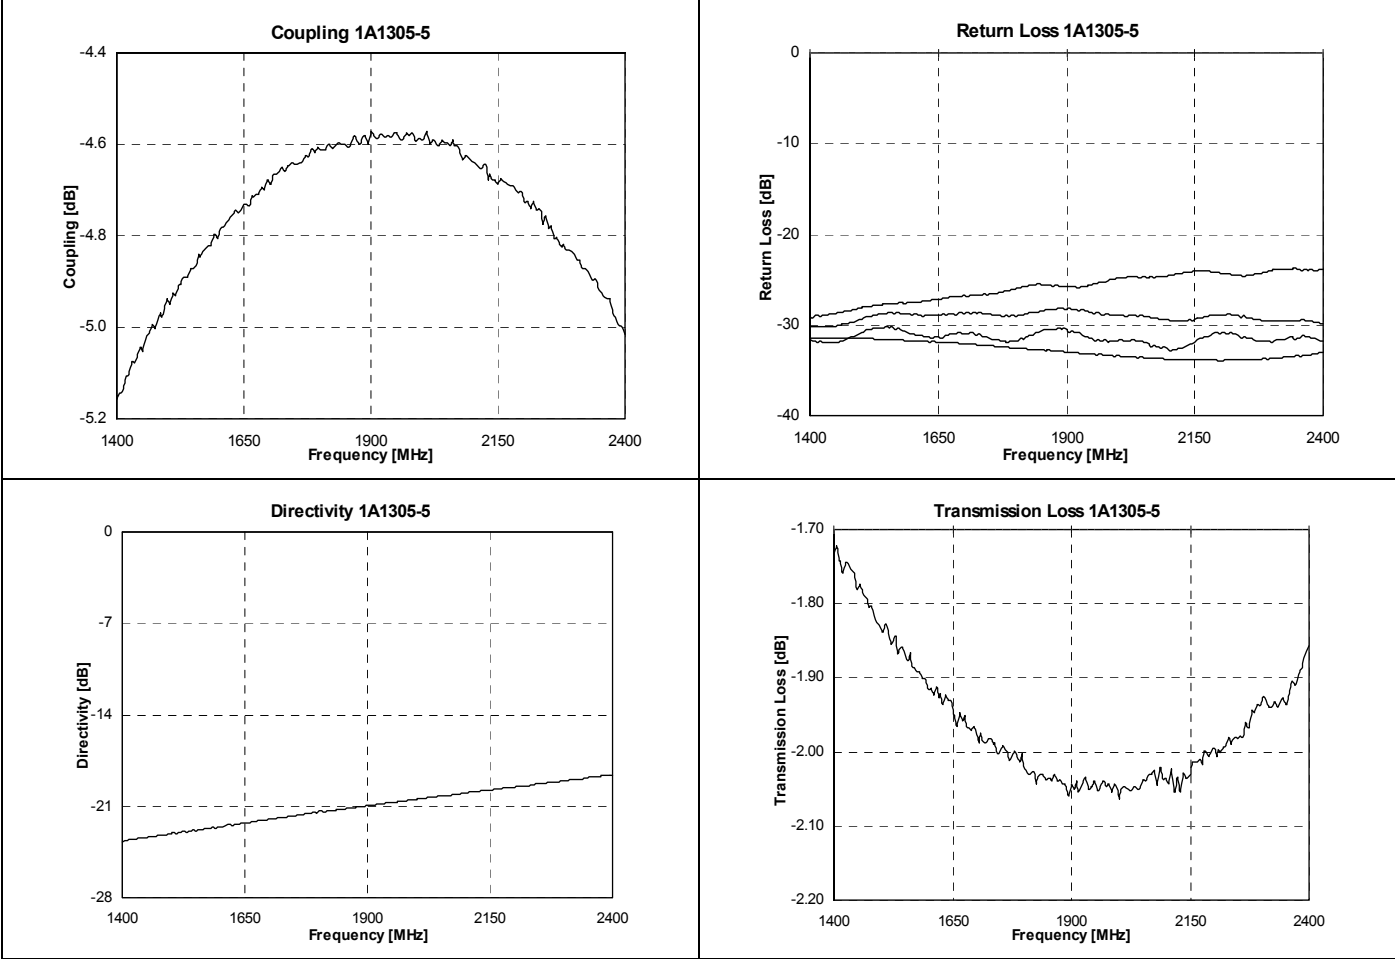 Coupling 1A1305-5
-4.4
-4.6
-4.8
-5.0
-5.2
Coupling [dB]
1400 1650 1900 2150 2400
Frequency [MHz]
Return Loss 1A1305-5
0
-10
-20
-30
-40
Return Loss [dB]
1400 1650 1900 2150 2400
Frequency [MHz]
Directivity 1A1305-5
0
-7
-14
-21
-28
Directivity [dB]
1400 1650 1900 2150 2400
Frequency [MHz]
Transmission Loss 1A1305-5
-1.70
-1.80
-1.90
-2.00
-2.10
-2.20
Transmission Loss [dB]
1400 1650 1900 2150 2400
Frequency [MHz]